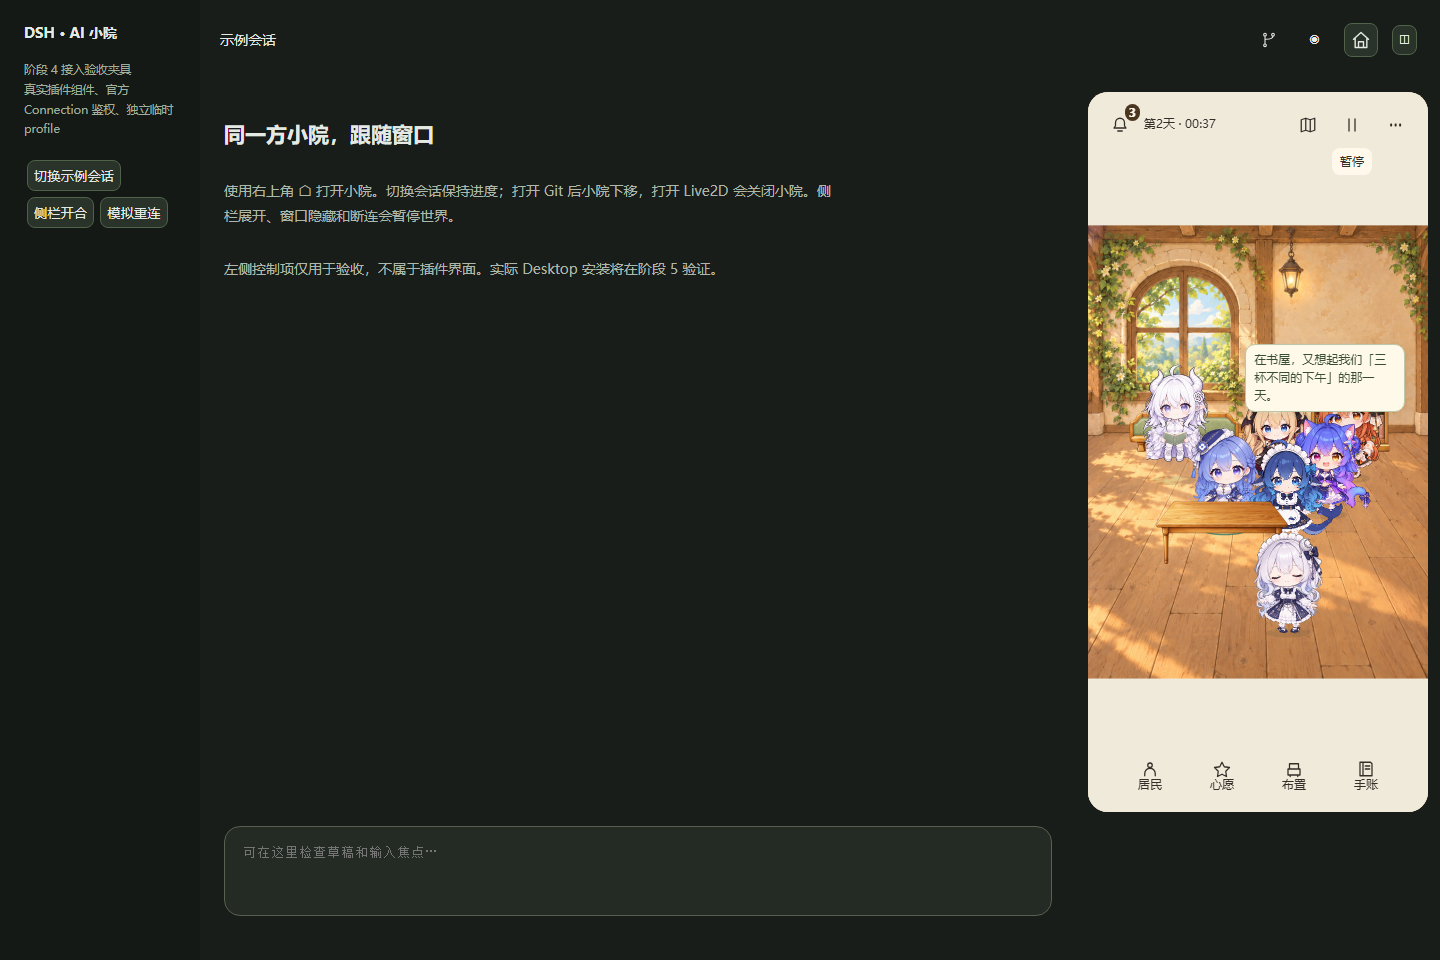 DSH • AI 小院
阶段 4 接入验收夹具
真实插件组件、官方
Connection 鉴权、独立临时
profile
切换示例会话
侧栏开合 模拟重连
示例会话
同一方小院，跟随窗口
使用右上角 ⌂ 打开小院。切换会话保持进度；打开 Git 后小院下移，打开 Live2D 会关闭小院。侧
栏展开、窗口隐藏和断连会暂停世界。
左侧控制项仅用于验收，不属于插件界面。实际 Desktop 安装将在阶段 5 验证。
可在这里检查草稿和输入焦点…
3
第2天 · 00:37
暂停
在书屋，又想起我们「三
杯不同的下午」的那一
天。
居民 心愿 布置 手账